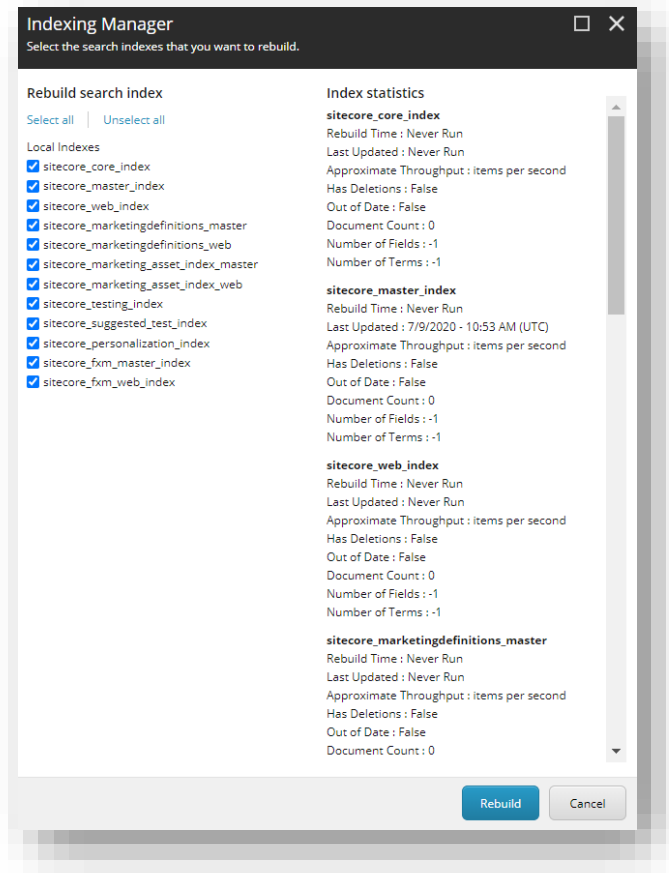 Indexing Manager
Select the search indexes that you want to rebuild.
Rebuild search index
Select all
Unselect all
Local Indexes
sitecore_core_index
sitecore_master_index
sitecore_web_index
sitecore_marketingdefinitions_master
sitecore_marketingdefinitions_web
sitecore_marketing_asset_index_master
sitecore_marketing_asset_index_web
sitecore_testing_index
sitecore_suggested_test_index
sitecore_personalization_index
sitecore_fxm_master_index
sitecore_fxm_web_index
Index statistics
sitecore_core_index
Rebuild Time : Never Run
Last Updated : Never Run
Approximate Throughput : items per second
Has Deletions : False
Out of Date : False
Document Count : 0
Number of Fields : -1
Number of Terms : -1
sitecore_master_index
Rebuild Time : Never Run
Last Updated : 7/9/2020 - 10:53 AM (UTC)
Approximate Throughput : items per second
Has Deletions : False
Out of Date : False
Document Count : 0
Number of Fields : -1
Number of Terms : -1
sitecore_web_index
Rebuild Time : Never Run
Last Updated : Never Run
Approximate Throughput : items per second
Has Deletions : False
Out of Date : False
Document Count : 0
Number of Fields : -1
Number of Terms : -1
sitecore_marketingdefinitions_master
Rebuild Time : Never Run
Last Updated : Never Run
Approximate Throughput : items per second
Has Deletions : False
Out of Date : False
Document Count : 0
Rebuild
Cancel